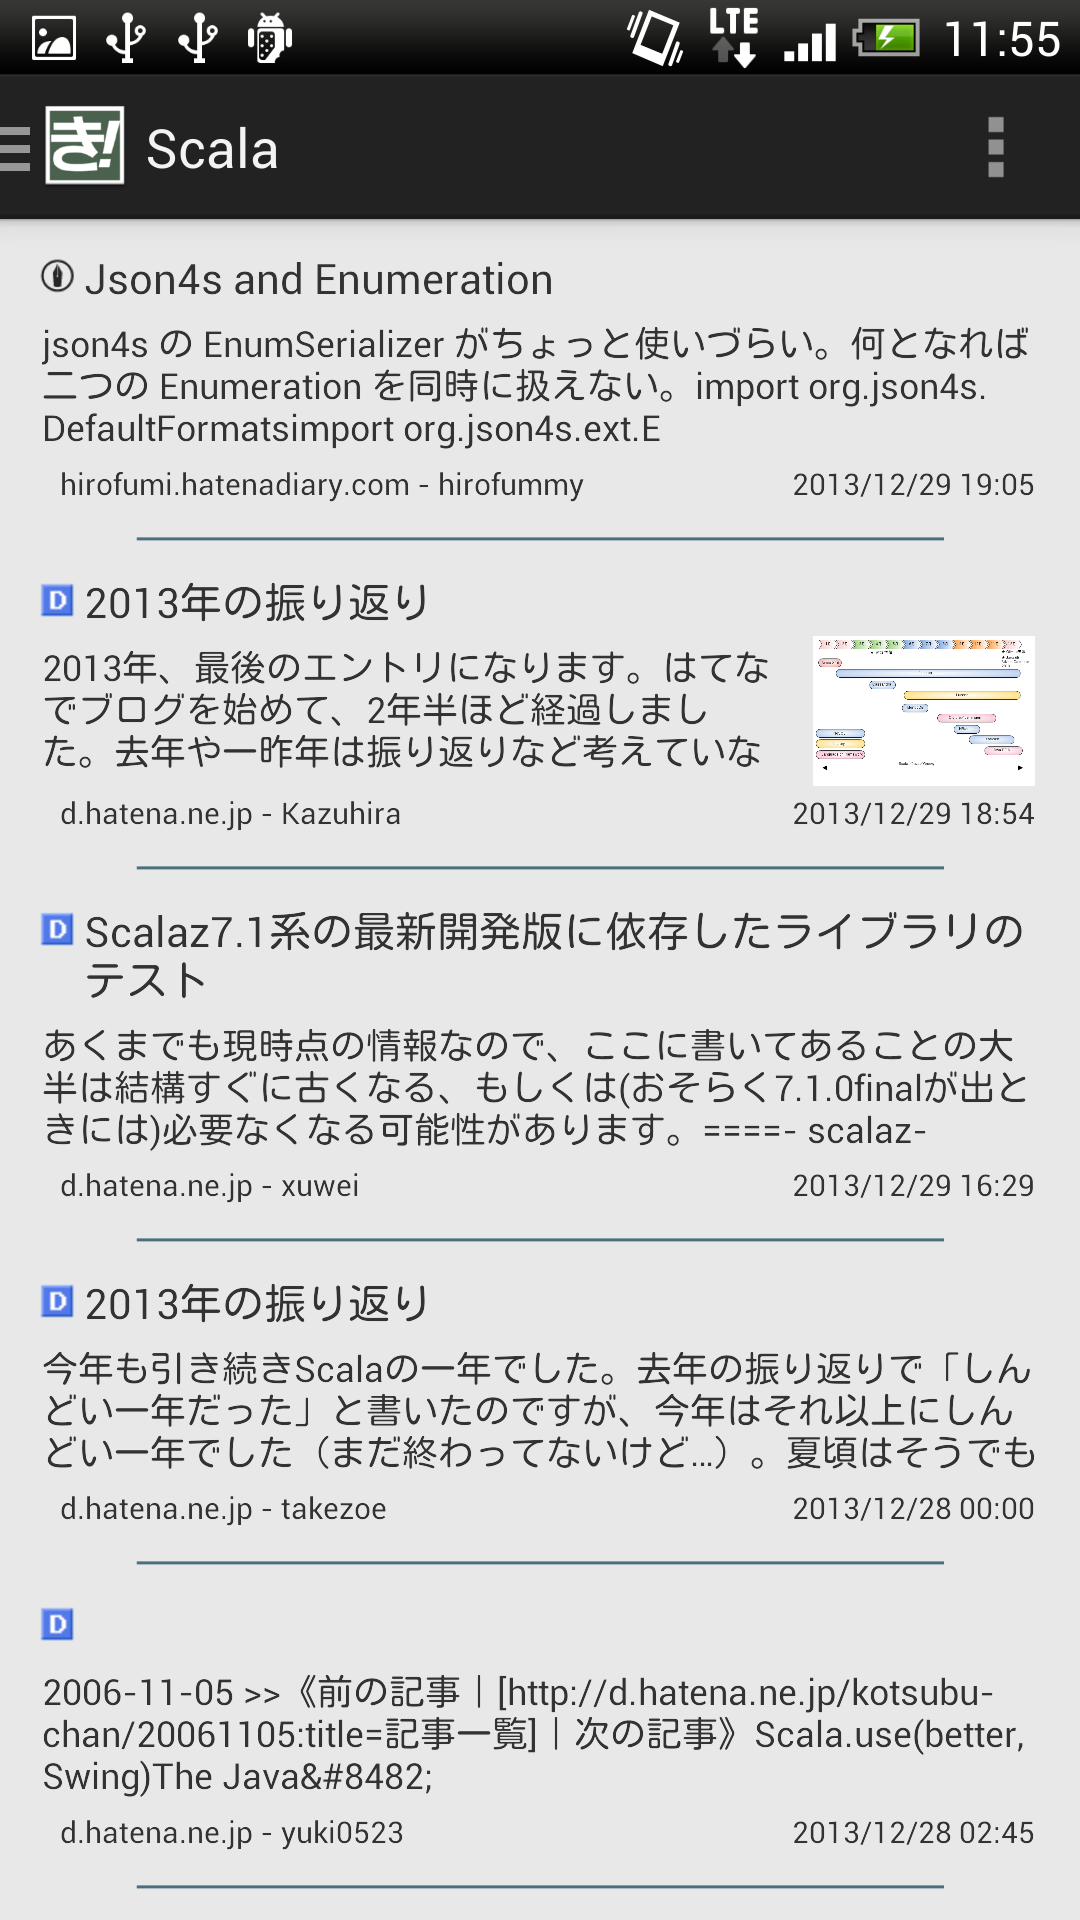 LTE
11:55
き! Scala
Json4s and Enumeration
json4s の EnumSerializer がちょっと使いづらい。何となれば
二つの Enumeration を同時に扱えない。import org.json4s.
DefaultFormatsimport org.json4s.ext.E
hirofumi.hatenadiary.com - hirofummy 2013/12/29 19:05
D 2013年の振り返り
2013年、最後のエントリになります。はてな
でブログを始めて、2年半ほど経過しまし
た。去年や一昨年は振り返りなど考えていな
d.hatena.ne.jp - Kazuhira 2013/12/29 18:54
D Scalaz7.1系の最新開発版に依存したライブラリの
テスト
あくまでも現時点の情報なので、ここに書いてあることの大
半は結構すぐに古くなる、もしくは(おそらく7.1.0finalが出と
きには)必要なくなる可能性があります。====- scalaz-
d.hatena.ne.jp - xuwei 2013/12/29 16:29
D 2013年の振り返り
今年も引き続きScalaの一年でした。去年の振り返りで「しん
どい一年だった」と書いたのですが、今年はそれ以上にしん
どい一年でした（まだ終わってないけど...）。夏頃はそうでも
d.hatena.ne.jp - takezoe 2013/12/28 00:00
D
2006-11-05 >>《前の記事｜[http://d.hatena.ne.jp/kotsubu-
chan/20061105:title=記事一覧]｜次の記事》Scala.use(better,
Swing)The Java&#8482;
d.hatena.ne.jp - yuki0523 2013/12/28 02:45